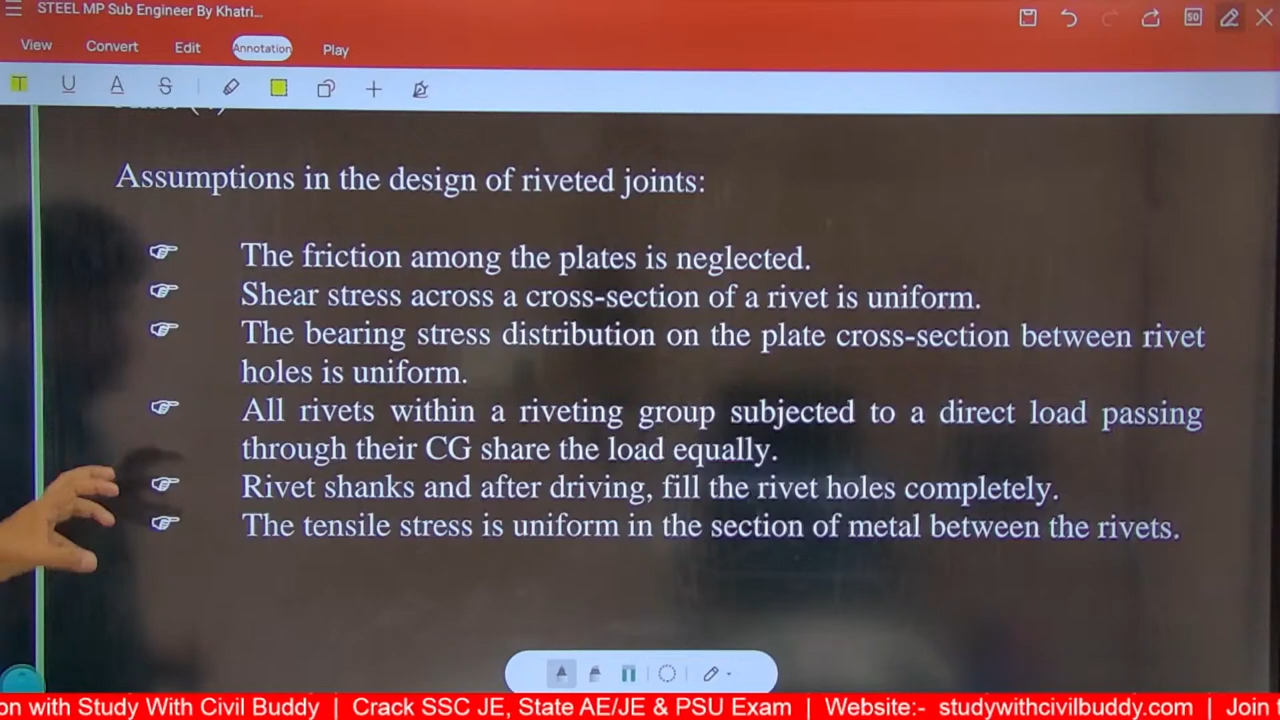 STEEL MP Sub Engineer By Khatri...
View Convert Edit Annotation Play
50
T U A S
Assumptions in the design of riveted joints:
The friction among the plates is neglected.
Shear stress across a cross-section of a rivet is uniform.
The bearing stress distribution on the plate cross-section between rivet
holes is uniform.
All rivets within a riveting group subjected to a direct load passing
through their CG share the load equally.
Rivet shanks and after driving, fill the rivet holes completely.
The tensile stress is uniform in the section of metal between the rivets.
on with Study With Civil Buddy | Crack SSC JE, State AE/JE & PSU Exam | Website:- studywithcivilbuddy.com | Join